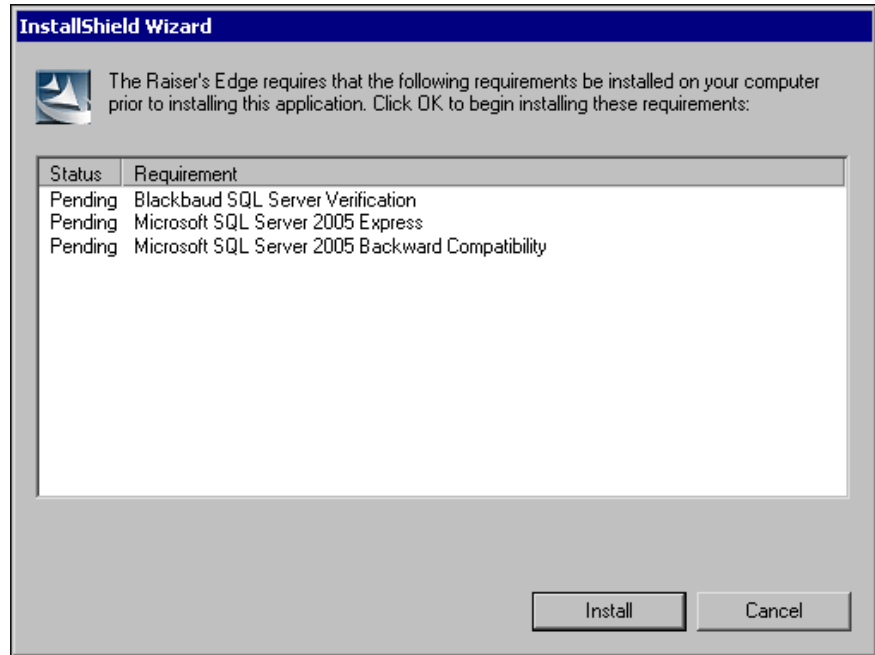 InstallShield Wizard
The Raiser's Edge requires that the following requirements be installed on your computer
prior to installing this application. Click OK to begin installing these requirements:
Status Requirement
Pending Blackbaud SQL Server Verification
Pending Microsoft SQL Server 2005 Express
Pending Microsoft SQL Server 2005 Backward Compatibility
Install Cancel